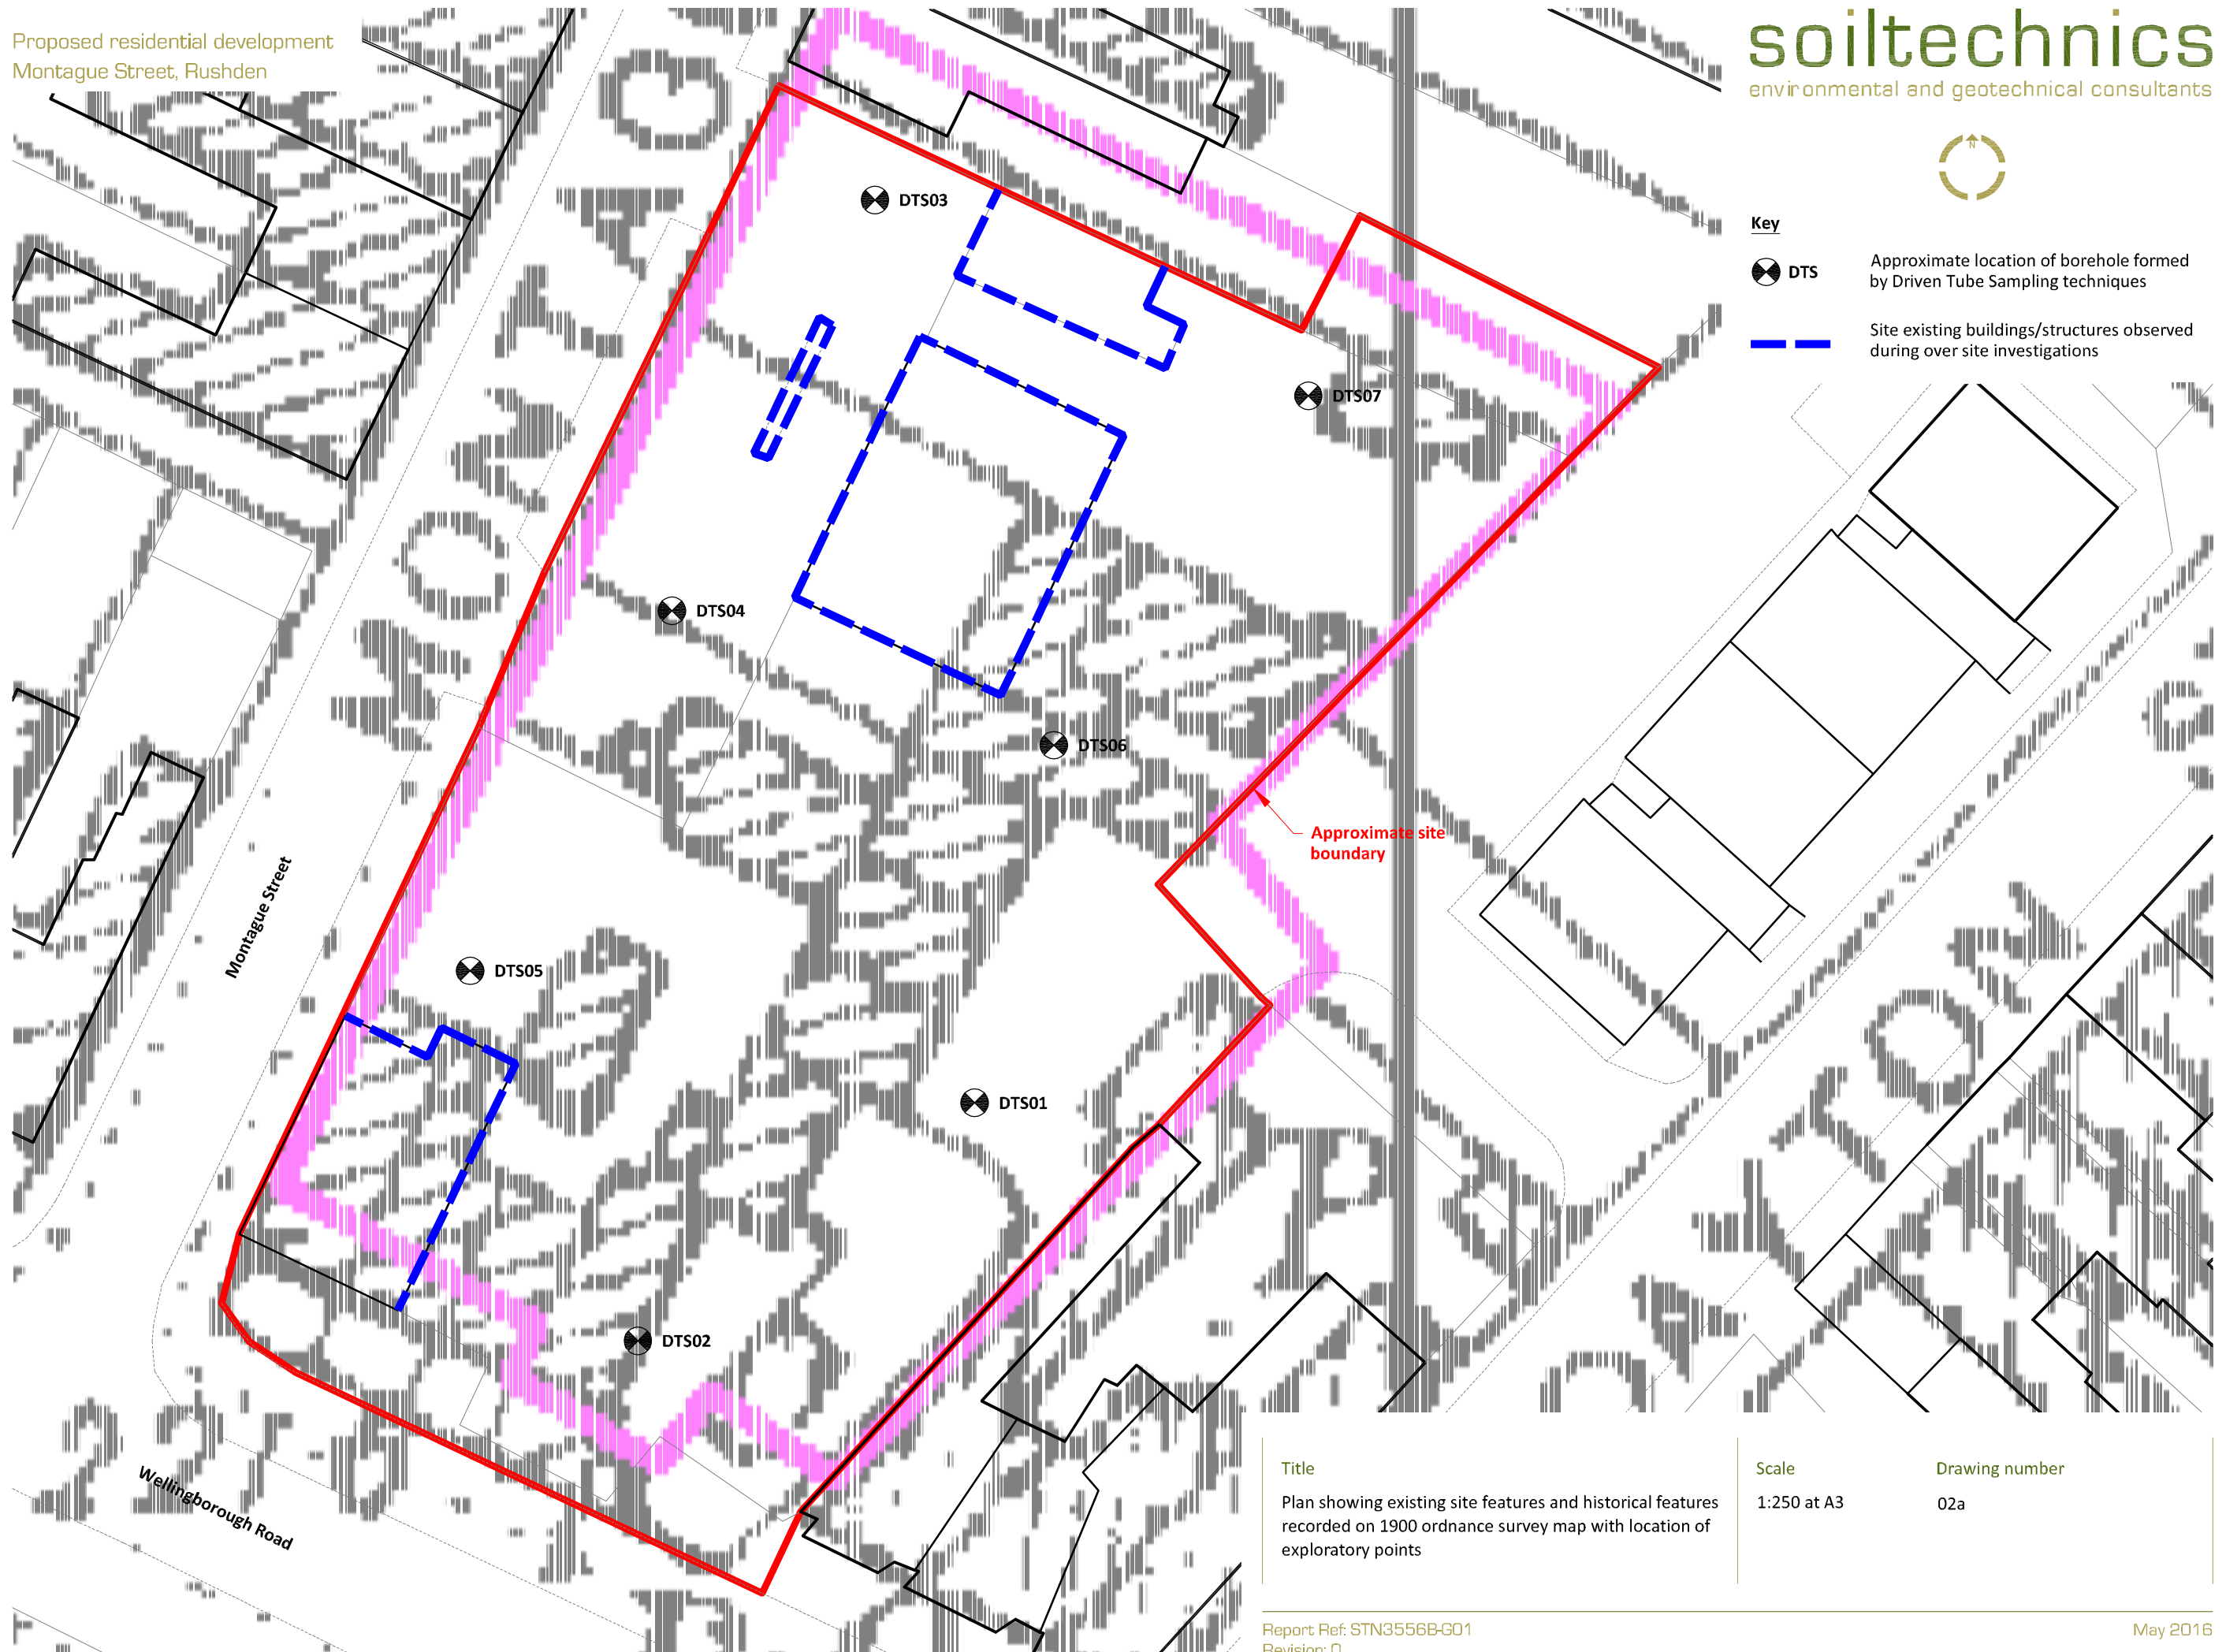 Proposed residential development
Montague Street, Rushden
soiltechnics
environmental and geotechnical consultants
N
Key
DTS
Approximate location of borehole formed
by Driven Tube Sampling techniques
Site existing buildings/structures observed
during over site investigations
DTS03
DTS07
DTS04
DTS06
Approximate site
boundary
Montague Street
DTS05
DTS01
DTS02
Wellingborough Road
Title
Plan showing existing site features and historical features
recorded on 1900 ordnance survey map with location of
exploratory points
Scale
1:250 at A3
Drawing number
02a
Report Ref: STN3556B-G01
May 2016
Revision: 0